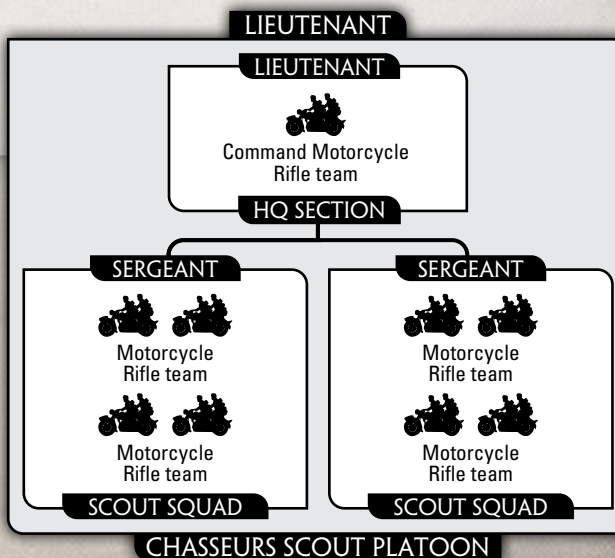 LIEUTENANT
LIEUTENANT
Command Motorcycle
Rifle team
HQ SECTION
SERGEANT
Motorcycle
Rifle team
Motorcycle
Rifle team
SCOUT SQUAD
SERGEANT
Motorcycle
Rifle team
Motorcycle
Rifle team
SCOUT SQUAD
CHASSEURS SCOUT PLATOON